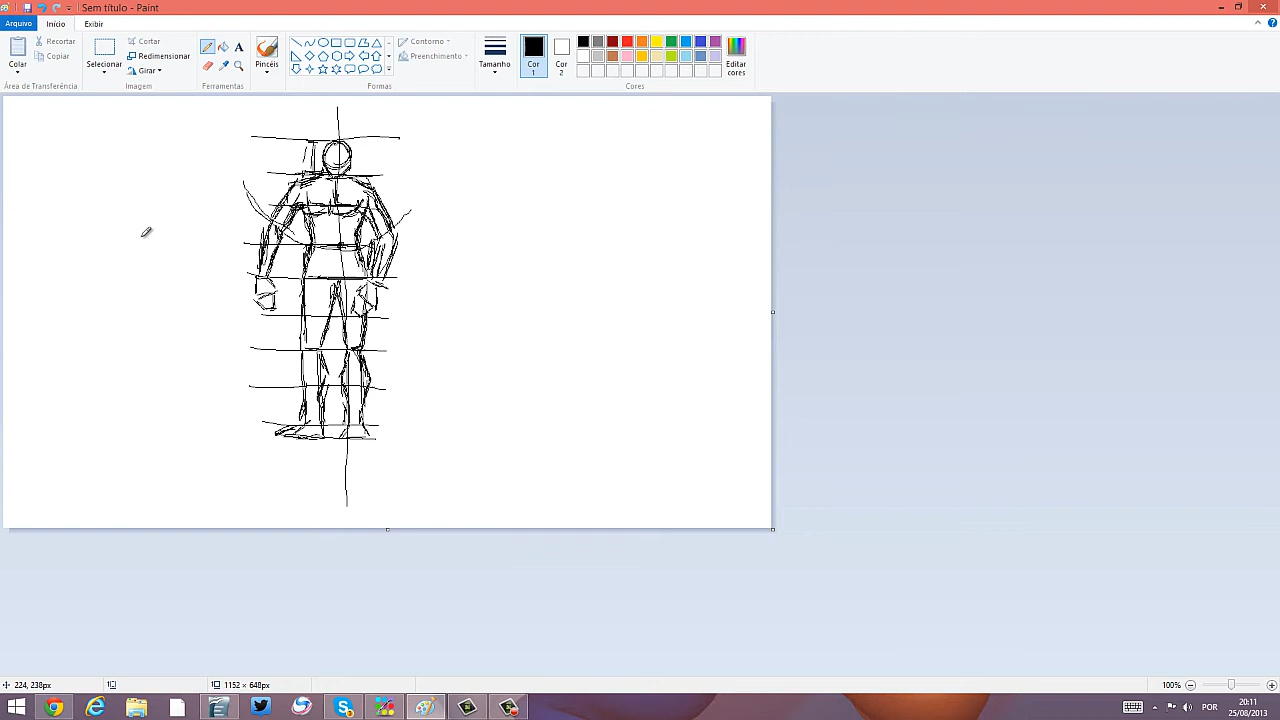 Sem título - Paint
Arquivo Início Exibir
Colar
Recortar
Copiar
Área de Transferência
Selecionar
Cortar
Redimensionar
Girar
Imagem
A
Ferramentas
Pincéis
Contorno
Preenchimento
Formas
Tamanho
Cor 1
Cor 2
Editar cores
Cores
224, 238px
1152 × 648px
100%
POR
20:11
25/08/2013